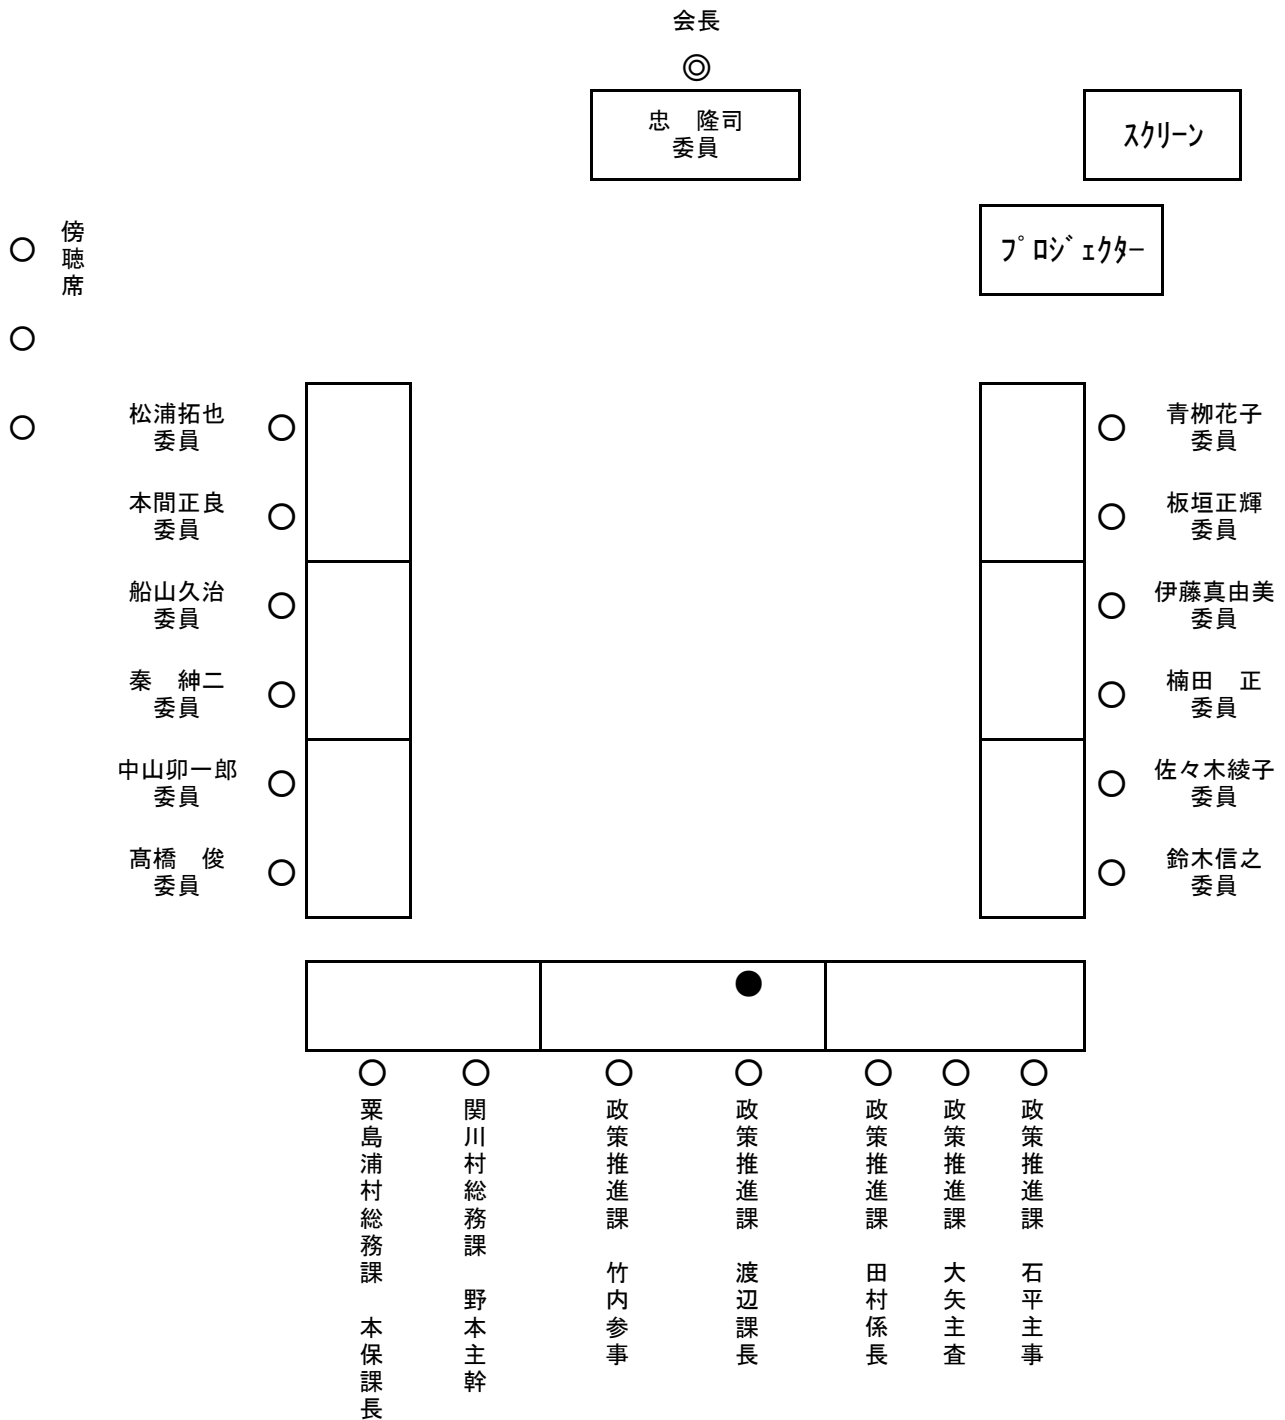 会長
◎
忠　隆司
委員
ｽｸﾘｰﾝ
ﾌﾟﾛｼﾞｪｸﾀｰ
傍聴席
松浦拓也
委員
本間正良
委員
船山久治
委員
秦　紳二
委員
中山卯一郎
委員
髙橋　俊
委員
青栁花子
委員
板垣正輝
委員
伊藤真由美
委員
楠田　正
委員
佐々木綾子
委員
鈴木信之
委員
粟島浦村総務課　本保課長
関川村総務課　野本主幹
政策推進課　竹内参事
政策推進課　渡辺課長
政策推進課　田村係長
政策推進課　大矢主査
政策推進課　石平主事